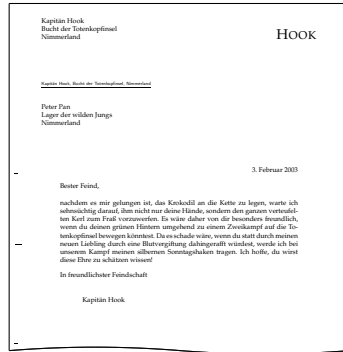 Kapitän Hook
Bucht der Totenkopfinsel
Nimmerland
HOOK
Kapitän Hook, Bucht der Totenkopfinsel, Nimmerland
Peter Pan
Lager der wilden Jungs
Nimmerland
3. Februar 2003
Bester Feind,
nachdem es mir gelungen ist, das Krokodil an die Kette zu legen, warte ich
sehnsüchtig darauf, ihm nicht nur deine Hände, sondern den ganzen verteufel-
ten Kerl zum Fraß vorzuwerfen. Es wäre daher von dir besonders freundlich,
wenn du deinen grünen Hintern umgehend zu einem Zweikampf auf die To-
tenkopfinsel bewegen könntest. Da es schade wäre, wenn du statt durch meinen
neuen Liebling durch eine Blutvergiftung dahingerafft würdest, werde ich bei
unserem Kampf meinen silbernen Sonntagshaken tragen. Ich hoffe, du wirst
diese Ehre zu schätzen wissen!
In freundlichster Feindschaft
Kapitän Hook